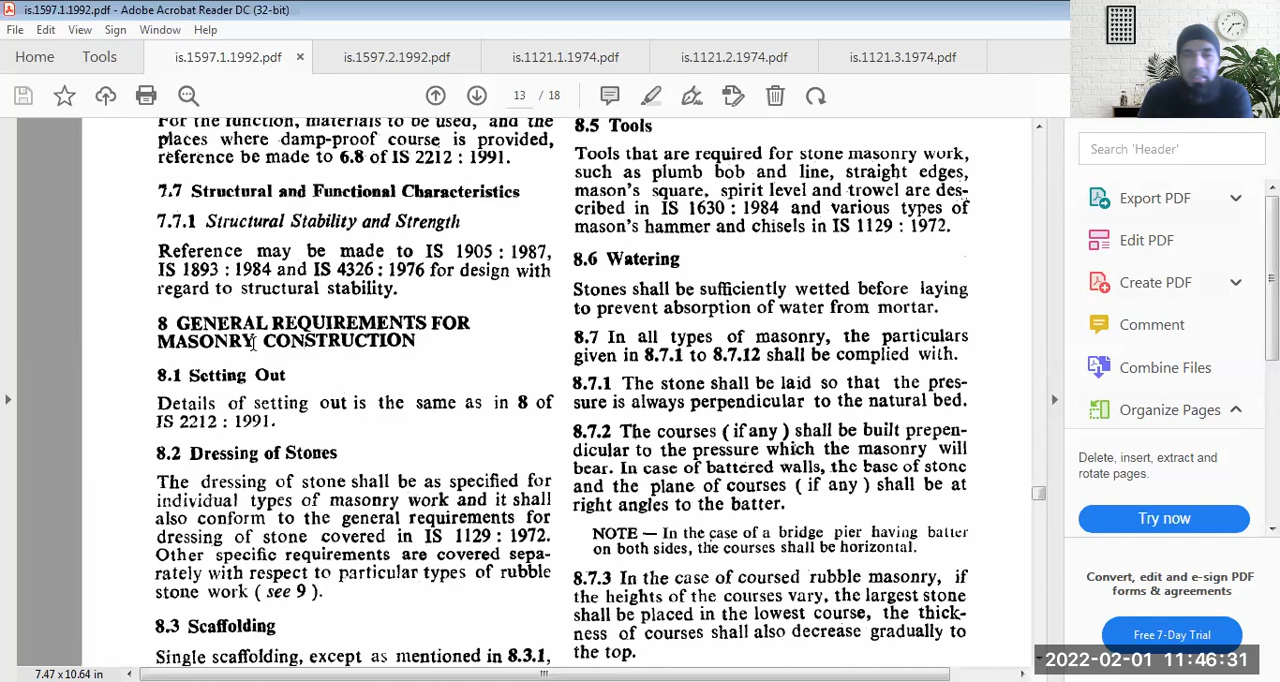 is.1597.1.1992.pdf - Adobe Acrobat Reader DC (32-bit)
File Edit View Sign Window Help
Home Tools is.1597.1.1992.pdf × is.1597.2.1992.pdf is.1121.1.1974.pdf is.1121.2.1974.pdf is.1121.3.1974.pdf
13 / 18
For the function, materials to be used, and the
places where damp-proof course is provided,
reference be made to 6.8 of IS 2212 : 1991.
7.7 Structural and Functional Characteristics
7.7.1 Structural Stability and Strength
Reference may be made to IS 1905 : 1987,
IS 1893 : 1984 and IS 4326 : 1976 for design with
regard to structural stability.
8 GENERAL REQUIREMENTS FOR
MASONRY CONSTRUCTION
8.1 Setting Out
Details of setting out is the same as in 8 of
IS 2212 : 1991.
8.2 Dressing of Stones
The dressing of stone shall be as specified for
individual types of masonry work and it shall
also conform to the general requirements for
dressing of stone covered in IS 1129 : 1972.
Other specific requirements are covered sepa-
rately with respect to particular types of rubble
stone work ( see 9 ).
8.3 Scaffolding
Single scaffolding, except as mentioned in 8.3.1,
8.5 Tools
Tools that are required for stone masonry work,
such as plumb bob and line, straight edges,
mason's square, spirit level and trowel are des-
cribed in IS 1630 : 1984 and various types of
mason's hammer and chisels in IS 1129 : 1972.
8.6 Watering
Stones shall be sufficiently wetted before laying
to prevent absorption of water from mortar.
8.7 In all types of masonry, the particulars
given in 8.7.1 to 8.7.12 shall be complied with.
8.7.1 The stone shall be laid so that the pres-
sure is always perpendicular to the natural bed.
8.7.2 The courses ( if any ) shall be built prepen-
dicular to the pressure which the masonry will
bear. In case of battered walls, the base of stone
and the plane of courses ( if any ) shall be at
right angles to the batter.
NOTE — In the case of a bridge pier having batter
on both sides, the courses shall be horizontal.
8.7.3 In the case of coursed rubble masonry, if
the heights of the courses vary, the largest stone
shall be placed in the lowest course, the thick-
ness of courses shall also decrease gradually to
the top.
Search 'Header'
Export PDF
Edit PDF
Create PDF
Comment
Combine Files
Organize Pages
Delete, insert, extract and
rotate pages.
Try now
Convert, edit and e-sign PDF
forms & agreements
Free 7-Day Trial
2022-02-01 11:46:31
7.47 x 10.64 in